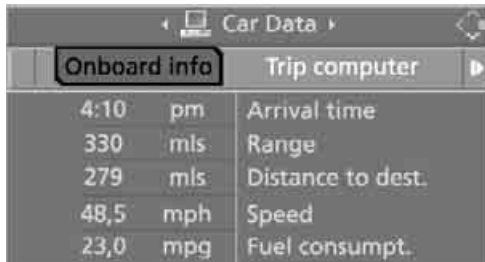 Car Data
Onboard info Trip computer
4:10 pm Arrival time
330 mls Range
279 mls Distance to dest.
48,5 mph Speed
23,0 mpg Fuel consumpt.